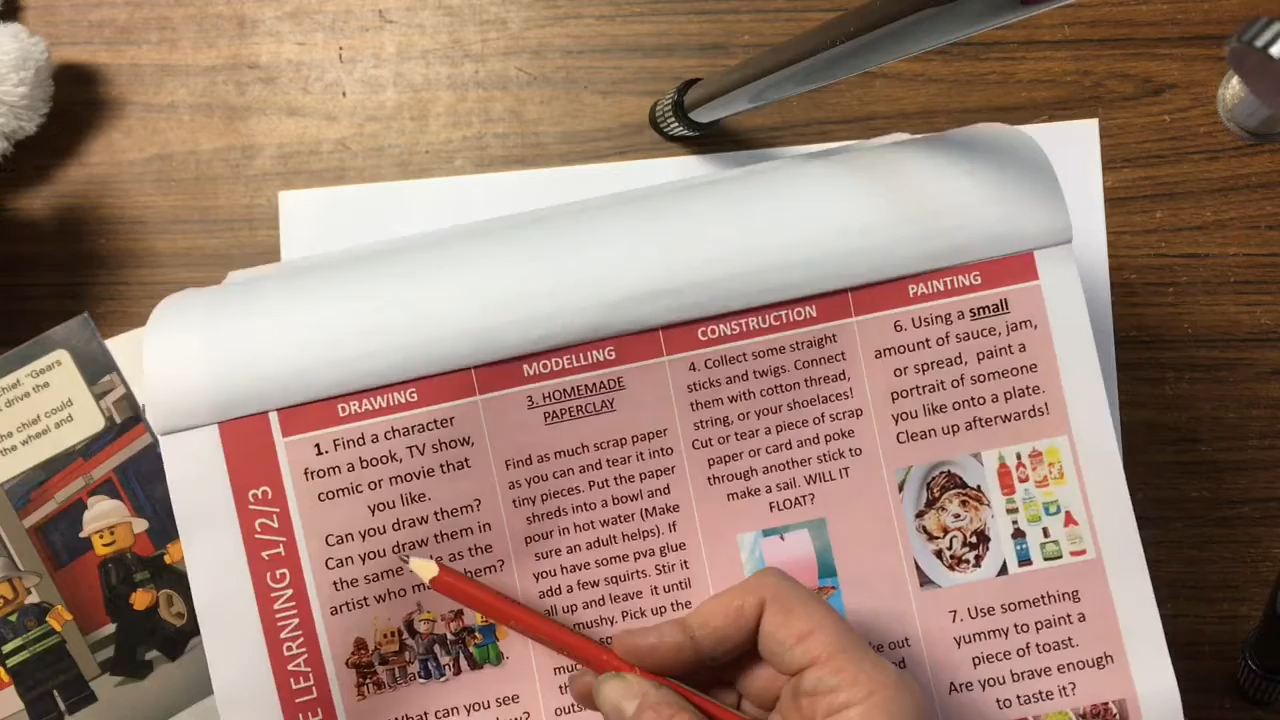 chief. "Gears
drive the
he chief could
the wheel and
E LEARNING 1/2/3
DRAWING
1. Find a character
from a book, TV show,
comic or movie that
you like.
Can you draw them?
Can you draw them in
the same as the
artist who them?
What can you see
MODELLING
3. HOMEMADE
PAPERCLAY
Find as much scrap paper
as you can and tear it into
tiny pieces. Put the paper
shreds into a bowl and
pour in hot water (Make
sure an adult helps). If
you have some pva glue
add a few squirts. Stir it
all up and leave it until
mushy. Pick up the
CONSTRUCTION
4. Collect some straight
sticks and twigs. Connect
them with cotton thread,
string, or your shoelaces!
Cut or tear a piece of scrap
paper or card and poke
through another stick to
make a sail. WILL IT
FLOAT?
out
PAINTING
6. Using a small
amount of sauce, jam,
or spread, paint a
portrait of someone
you like onto a plate.
Clean up afterwards!
7. Use something
yummy to paint a
piece of toast.
Are you brave enough
to taste it?